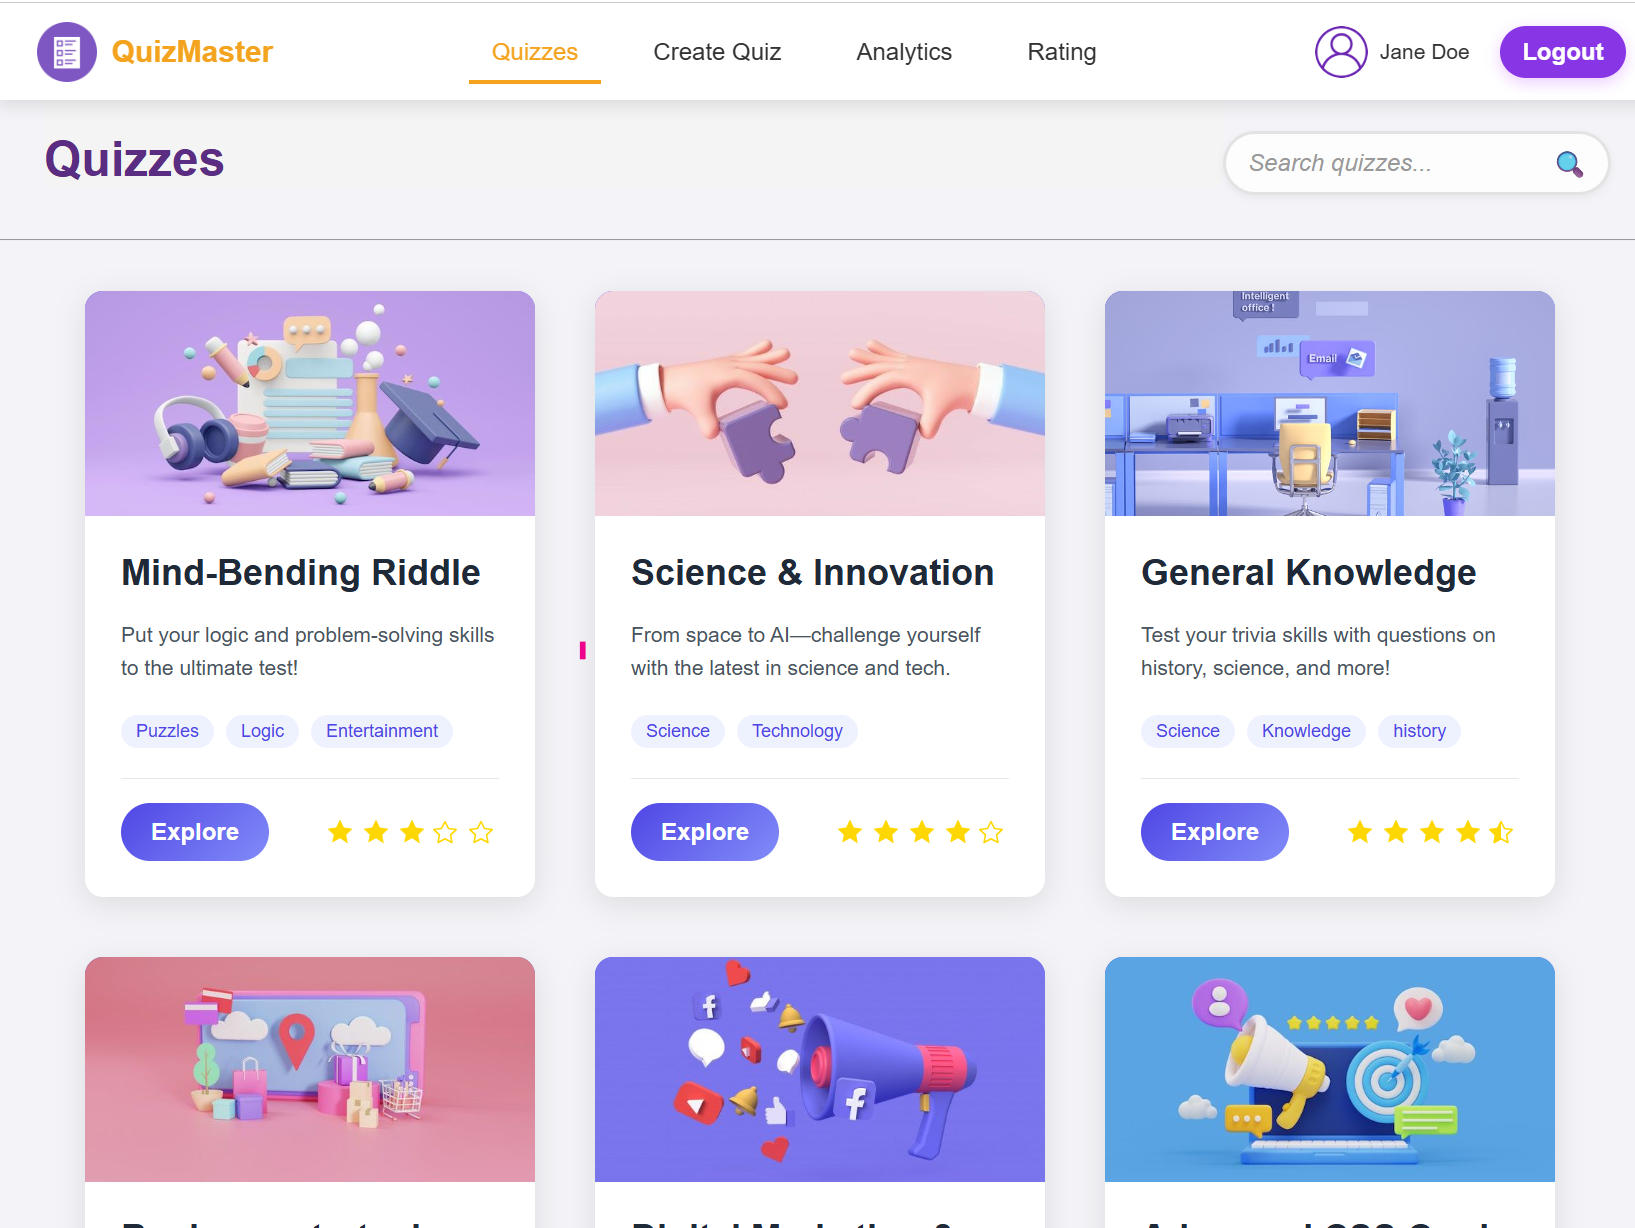 QuizMaster
Quizzes
Create Quiz
Analytics
Rating
Jane Doe
Logout
Quizzes
Search quizzes...
Intelligent
office !
Email
Mind-Bending Riddle
Put your logic and problem-solving skills
to the ultimate test!
Puzzles
Logic
Entertainment
Explore
Science & Innovation
From space to AI—challenge yourself
with the latest in science and tech.
Science
Technology
Explore
General Knowledge
Test your trivia skills with questions on
history, science, and more!
Science
Knowledge
history
Explore